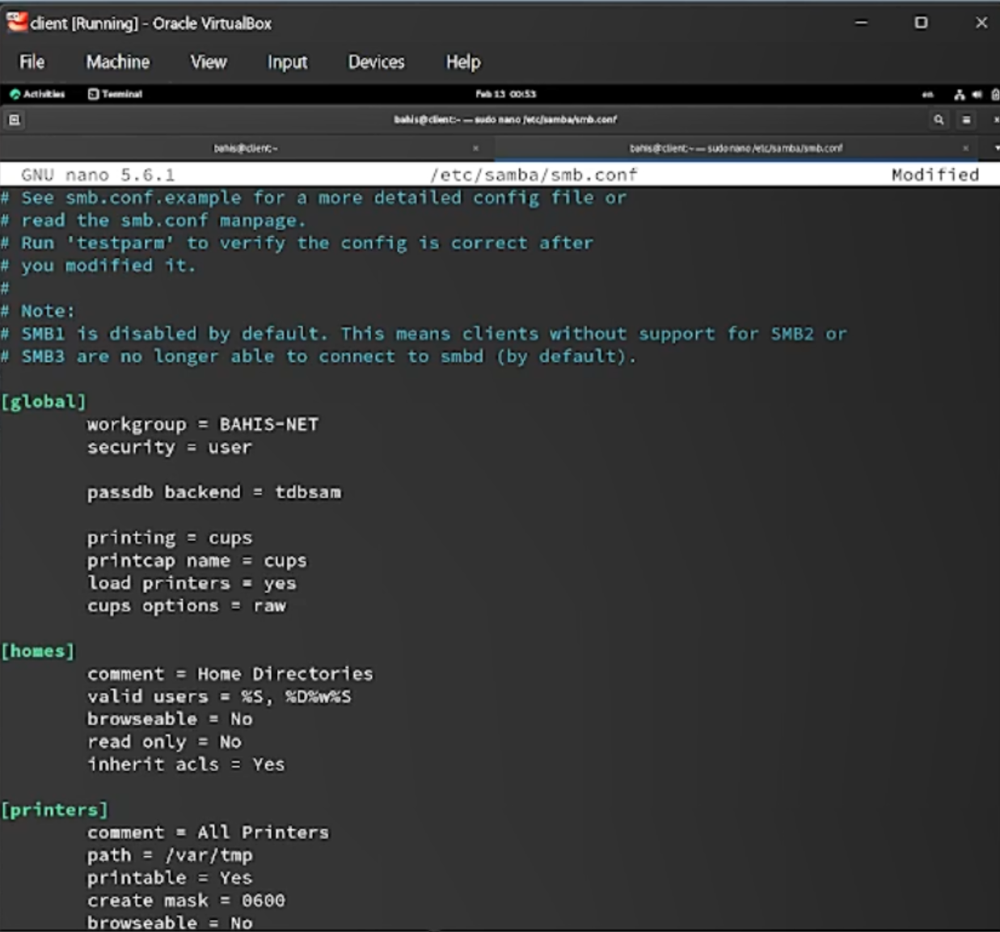 client [Running] - Oracle VirtualBox
File Machine View Input Devices Help
Activities Terminal Feb 13 00:53 en
bahis@client:~ — sudo nano /etc/samba/smb.conf
bahis@client:~ bahis@client:~ — sudo nano /etc/samba/smb.conf
GNU nano 5.6.1 /etc/samba/smb.conf Modified
# See smb.conf.example for a more detailed config file or
# read the smb.conf manpage.
# Run 'testparm' to verify the config is correct after
# you modified it.
#
# Note:
# SMB1 is disabled by default. This means clients without support for SMB2 or
# SMB3 are no longer able to connect to smbd (by default).
[global]
workgroup = BAHIS-NET
security = user
passdb backend = tdbsam
printing = cups
printcap name = cups
load printers = yes
cups options = raw
[homes]
comment = Home Directories
valid users = %S, %D%w%S
browseable = No
read only = No
inherit acls = Yes
[printers]
comment = All Printers
path = /var/tmp
printable = Yes
create mask = 0600
browseable = No